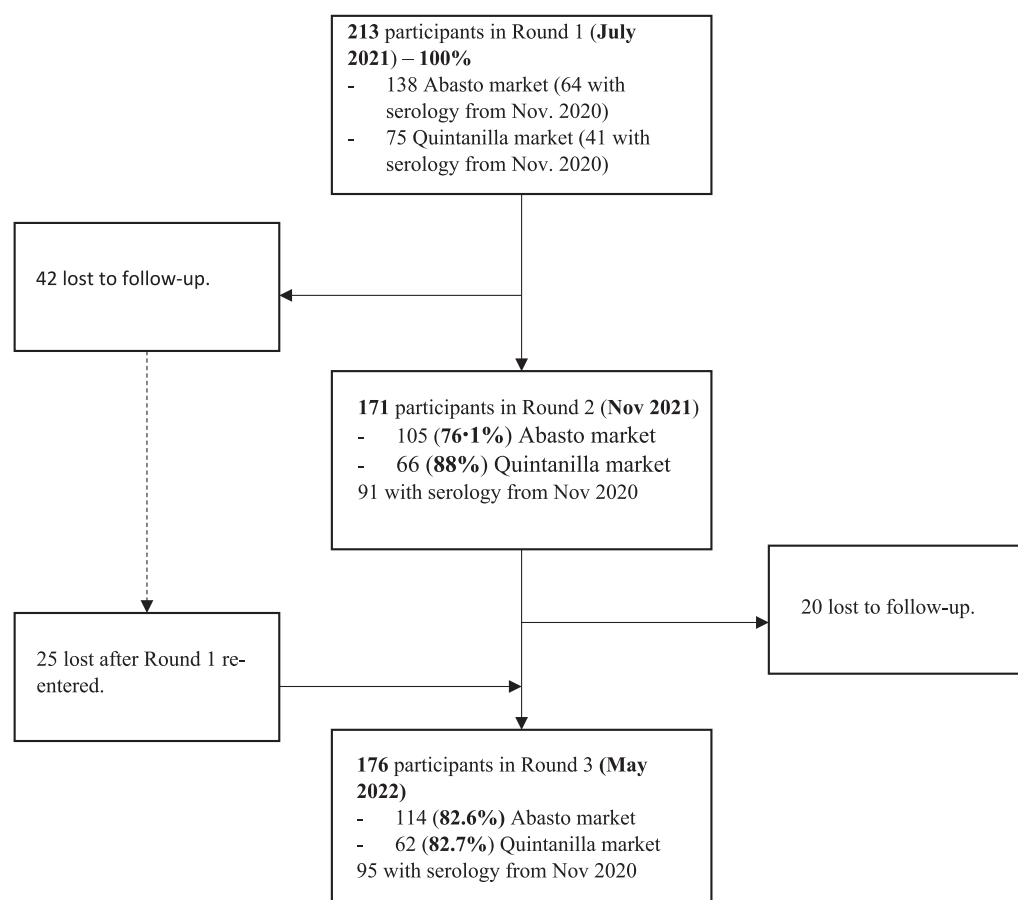 213 participants in Round 1 (July
2021) – 100%
- 138 Abasto market (64 with
serology from Nov. 2020)
- 75 Quintanilla market (41 with
serology from Nov. 2020)
42 lost to follow-up.
171 participants in Round 2 (Nov 2021)
- 105 (76·1%) Abasto market
- 66 (88%) Quintanilla market
91 with serology from Nov 2020
20 lost to follow-up.
25 lost after Round 1 re-
entered.
176 participants in Round 3 (May
2022)
- 114 (82.6%) Abasto market
- 62 (82.7%) Quintanilla market
95 with serology from Nov 2020